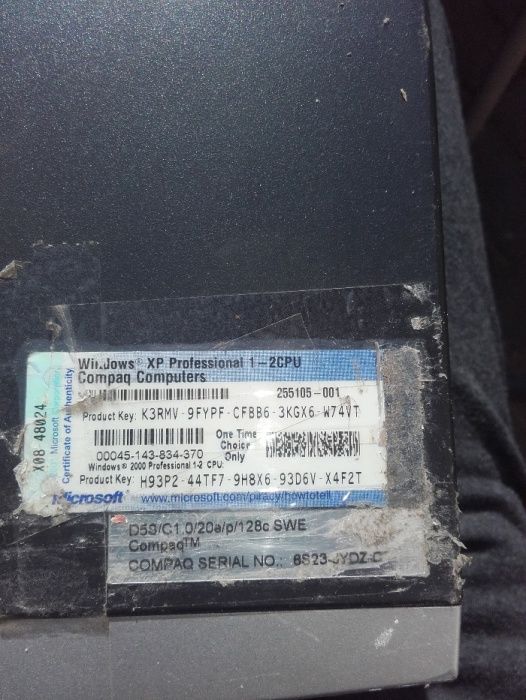 Windows® XP Professional 1-2CPU
Compaq Computers
255105-001
Product Key: K3RMV-9FYPF-CFBB6-3KGX6-W74VT
00045-143-834-370
One Time
Choice
Only
Windows® 2000 Professional 1-2 CPU
Product Key: H93P2-44TF7-9H8X6-93D6V-X4F2T
Microsoft
www.microsoft.com/piracy/howtotell
X08 48024
Certificate of Authenticity
Microsoft
D53/C1.0/20a/p/128c SWE
Compaq™
COMPAQ SERIAL NO.: